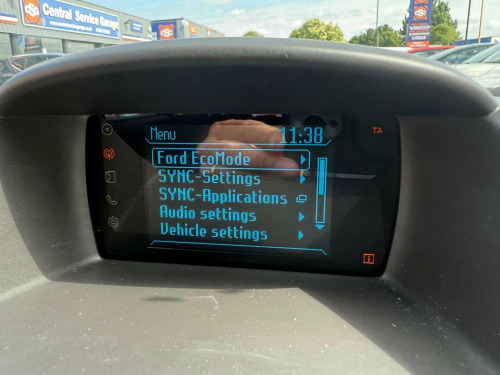 Central Service Garage
Menu
11:38
TA
Ford EcoMode
SYNC-Settings
SYNC-Applications
Audio settings
Vehicle settings
i